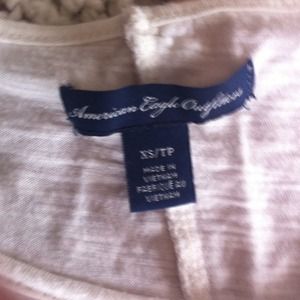 American Eagle Outfitters
XS/TP
MADE IN
VIETNAM
FABRIQUÉ AU
VIETNAM